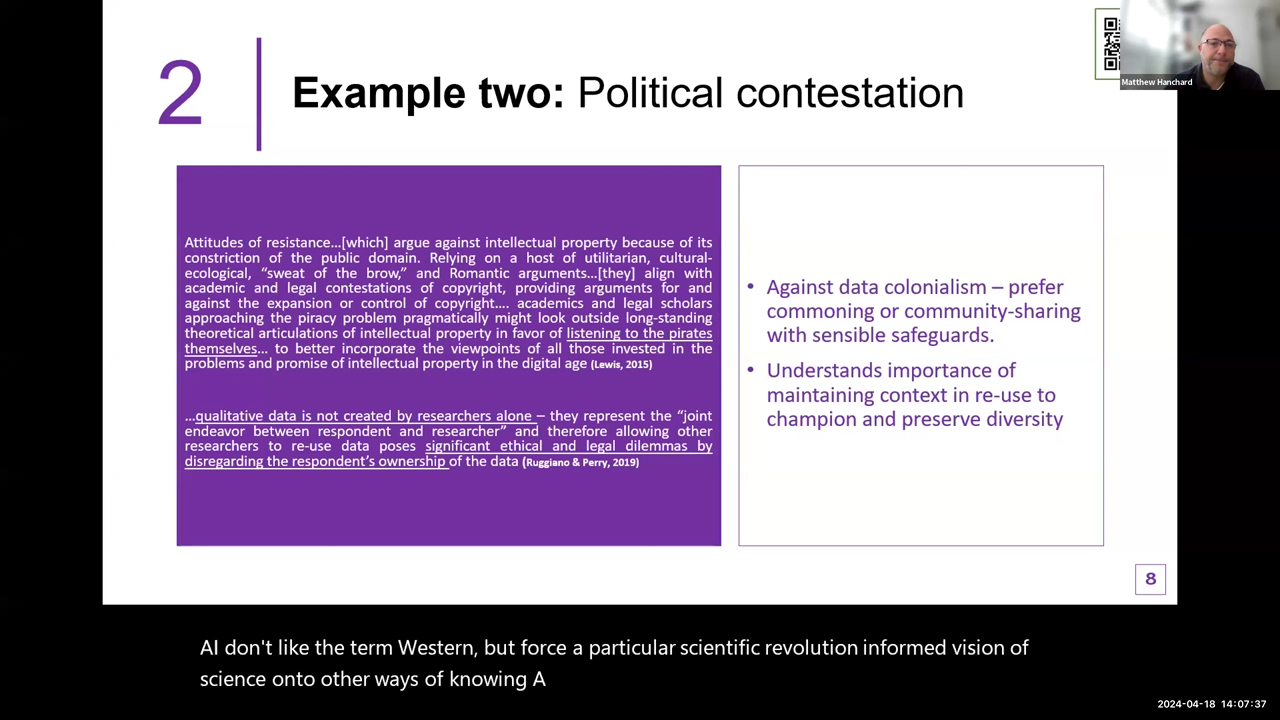 2
Example two: Political contestation
Matthew Hanchard
Attitudes of resistance...[which] argue against intellectual property because of its
constriction of the public domain. Relying on a host of utilitarian, cultural-
ecological, “sweat of the brow,” and Romantic arguments...[they] align with
academic and legal contestations of copyright, providing arguments for and
against the expansion or control of copyright.... academics and legal scholars
approaching the piracy problem pragmatically might look outside long-standing
theoretical articulations of intellectual property in favor of listening to the pirates
themselves... to better incorporate the viewpoints of all those invested in the
problems and promise of intellectual property in the digital age (Lewis, 2015)
...qualitative data is not created by researchers alone – they represent the “joint
endeavor between respondent and researcher” and therefore allowing other
researchers to re-use data poses significant ethical and legal dilemmas by
disregarding the respondent’s ownership of the data (Ruggiano & Perry, 2019)
• Against data colonialism – prefer
commoning or community-sharing
with sensible safeguards.
• Understands importance of
maintaining context in re-use to
champion and preserve diversity
8
AI don't like the term Western, but force a particular scientific revolution informed vision of
science onto other ways of knowing A
2024-04-18 14:07:37